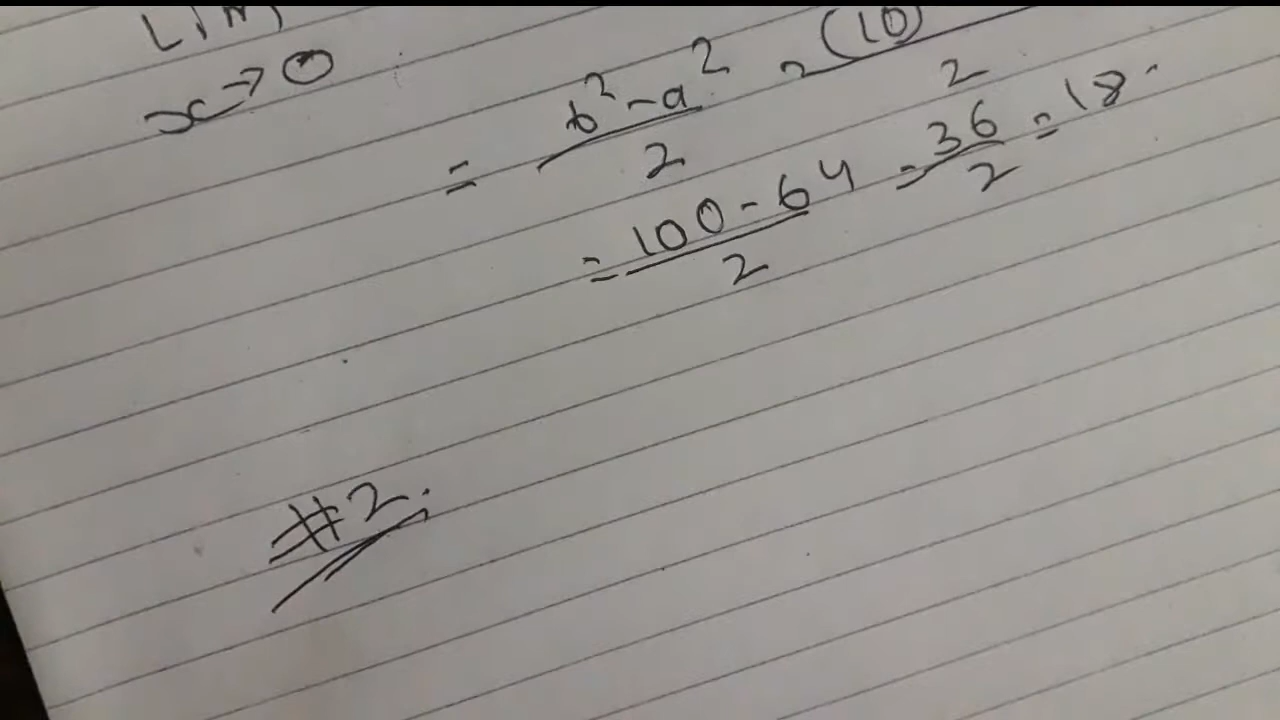 Lim
x→0
= b²-a²/2 = (10)/2
= 100-64/2 = 36/2 = 18.
#2.